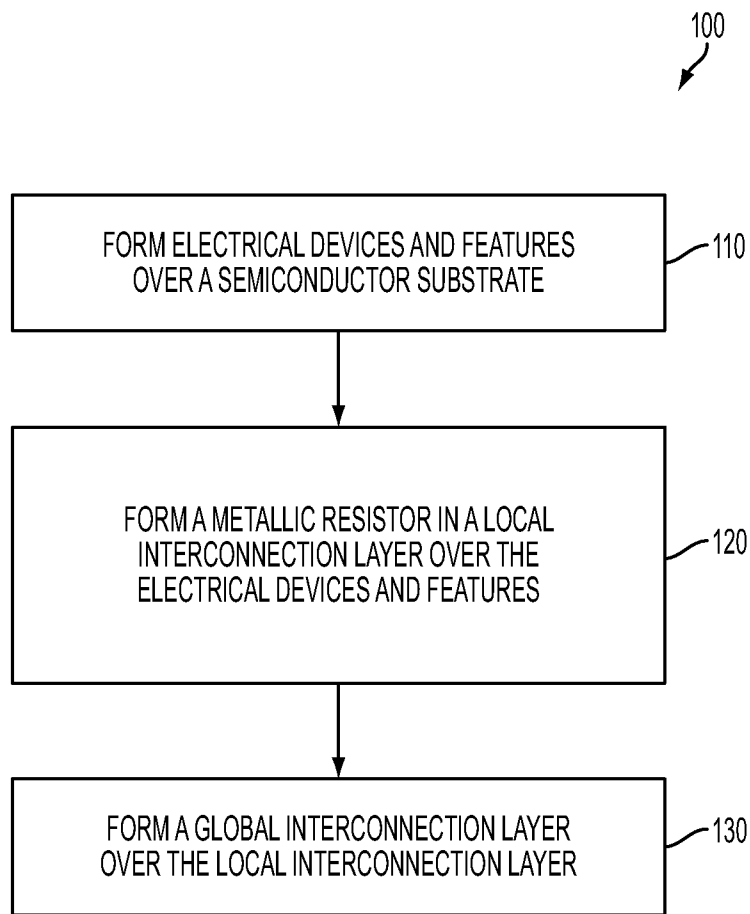 100
FORM ELECTRICAL DEVICES AND FEATURES
OVER A SEMICONDUCTOR SUBSTRATE
110
FORM A METALLIC RESISTOR IN A LOCAL
INTERCONNECTION LAYER OVER THE
ELECTRICAL DEVICES AND FEATURES
120
FORM A GLOBAL INTERCONNECTION LAYER
OVER THE LOCAL INTERCONNECTION LAYER
130